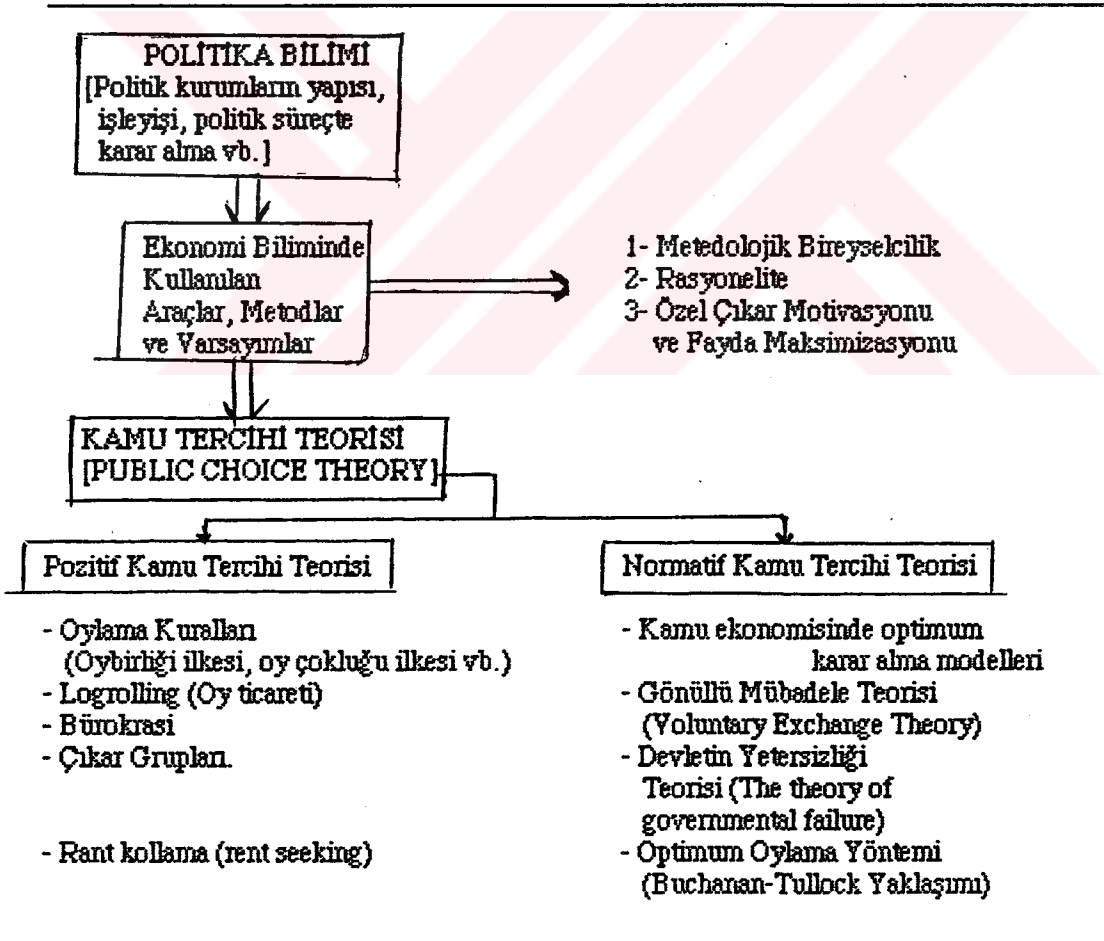 POLİTİKA BİLİMİ
[Politik kurumların yapısı,
işleyişi, politik süreçte
karar alma vb.]
Ekonomi Biliminde
Kullanılan
Araçlar, Metodlar
ve Varsayımlar
1- Metedolojik Bireyselcilik
2- Rasyonelite
3- Özel Çıkar Motivasyonu
ve Fayda Maksimizasyonu
KAMU TERCİHİ TEORİSİ
[PUBLIC CHOICE THEORY]
Pozitif Kamu Tercihi Teorisi
- Oylama Kuralları
(Oybirliği ilkesi, oy çokluğu ilkesi vb.)
- Logrolling (Oy ticareti)
- Bürokrasi
- Çıkar Grupları.
- Rant kollama (rent seeking)
Normatif Kamu Tercihi Teorisi
- Kamu ekonomisinde optimum
karar alma modelleri
- Gönüllü Mübadele Teorisi
(Voluntary Exchange Theory)
- Devletin Yetersizliği
Teorisi (The theory of
governmental failure)
- Optimum Oylama Yöntemi
(Buchanan-Tullock Yaklaşımı)